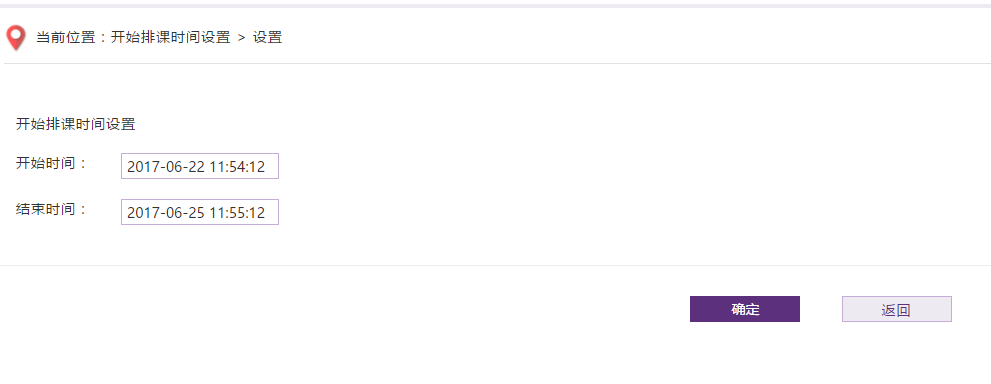 当前位置：开始排课时间设置 > 设置
开始排课时间设置
开始时间： 2017-06-22 11:54:12
结束时间： 2017-06-25 11:55:12
确定 返回